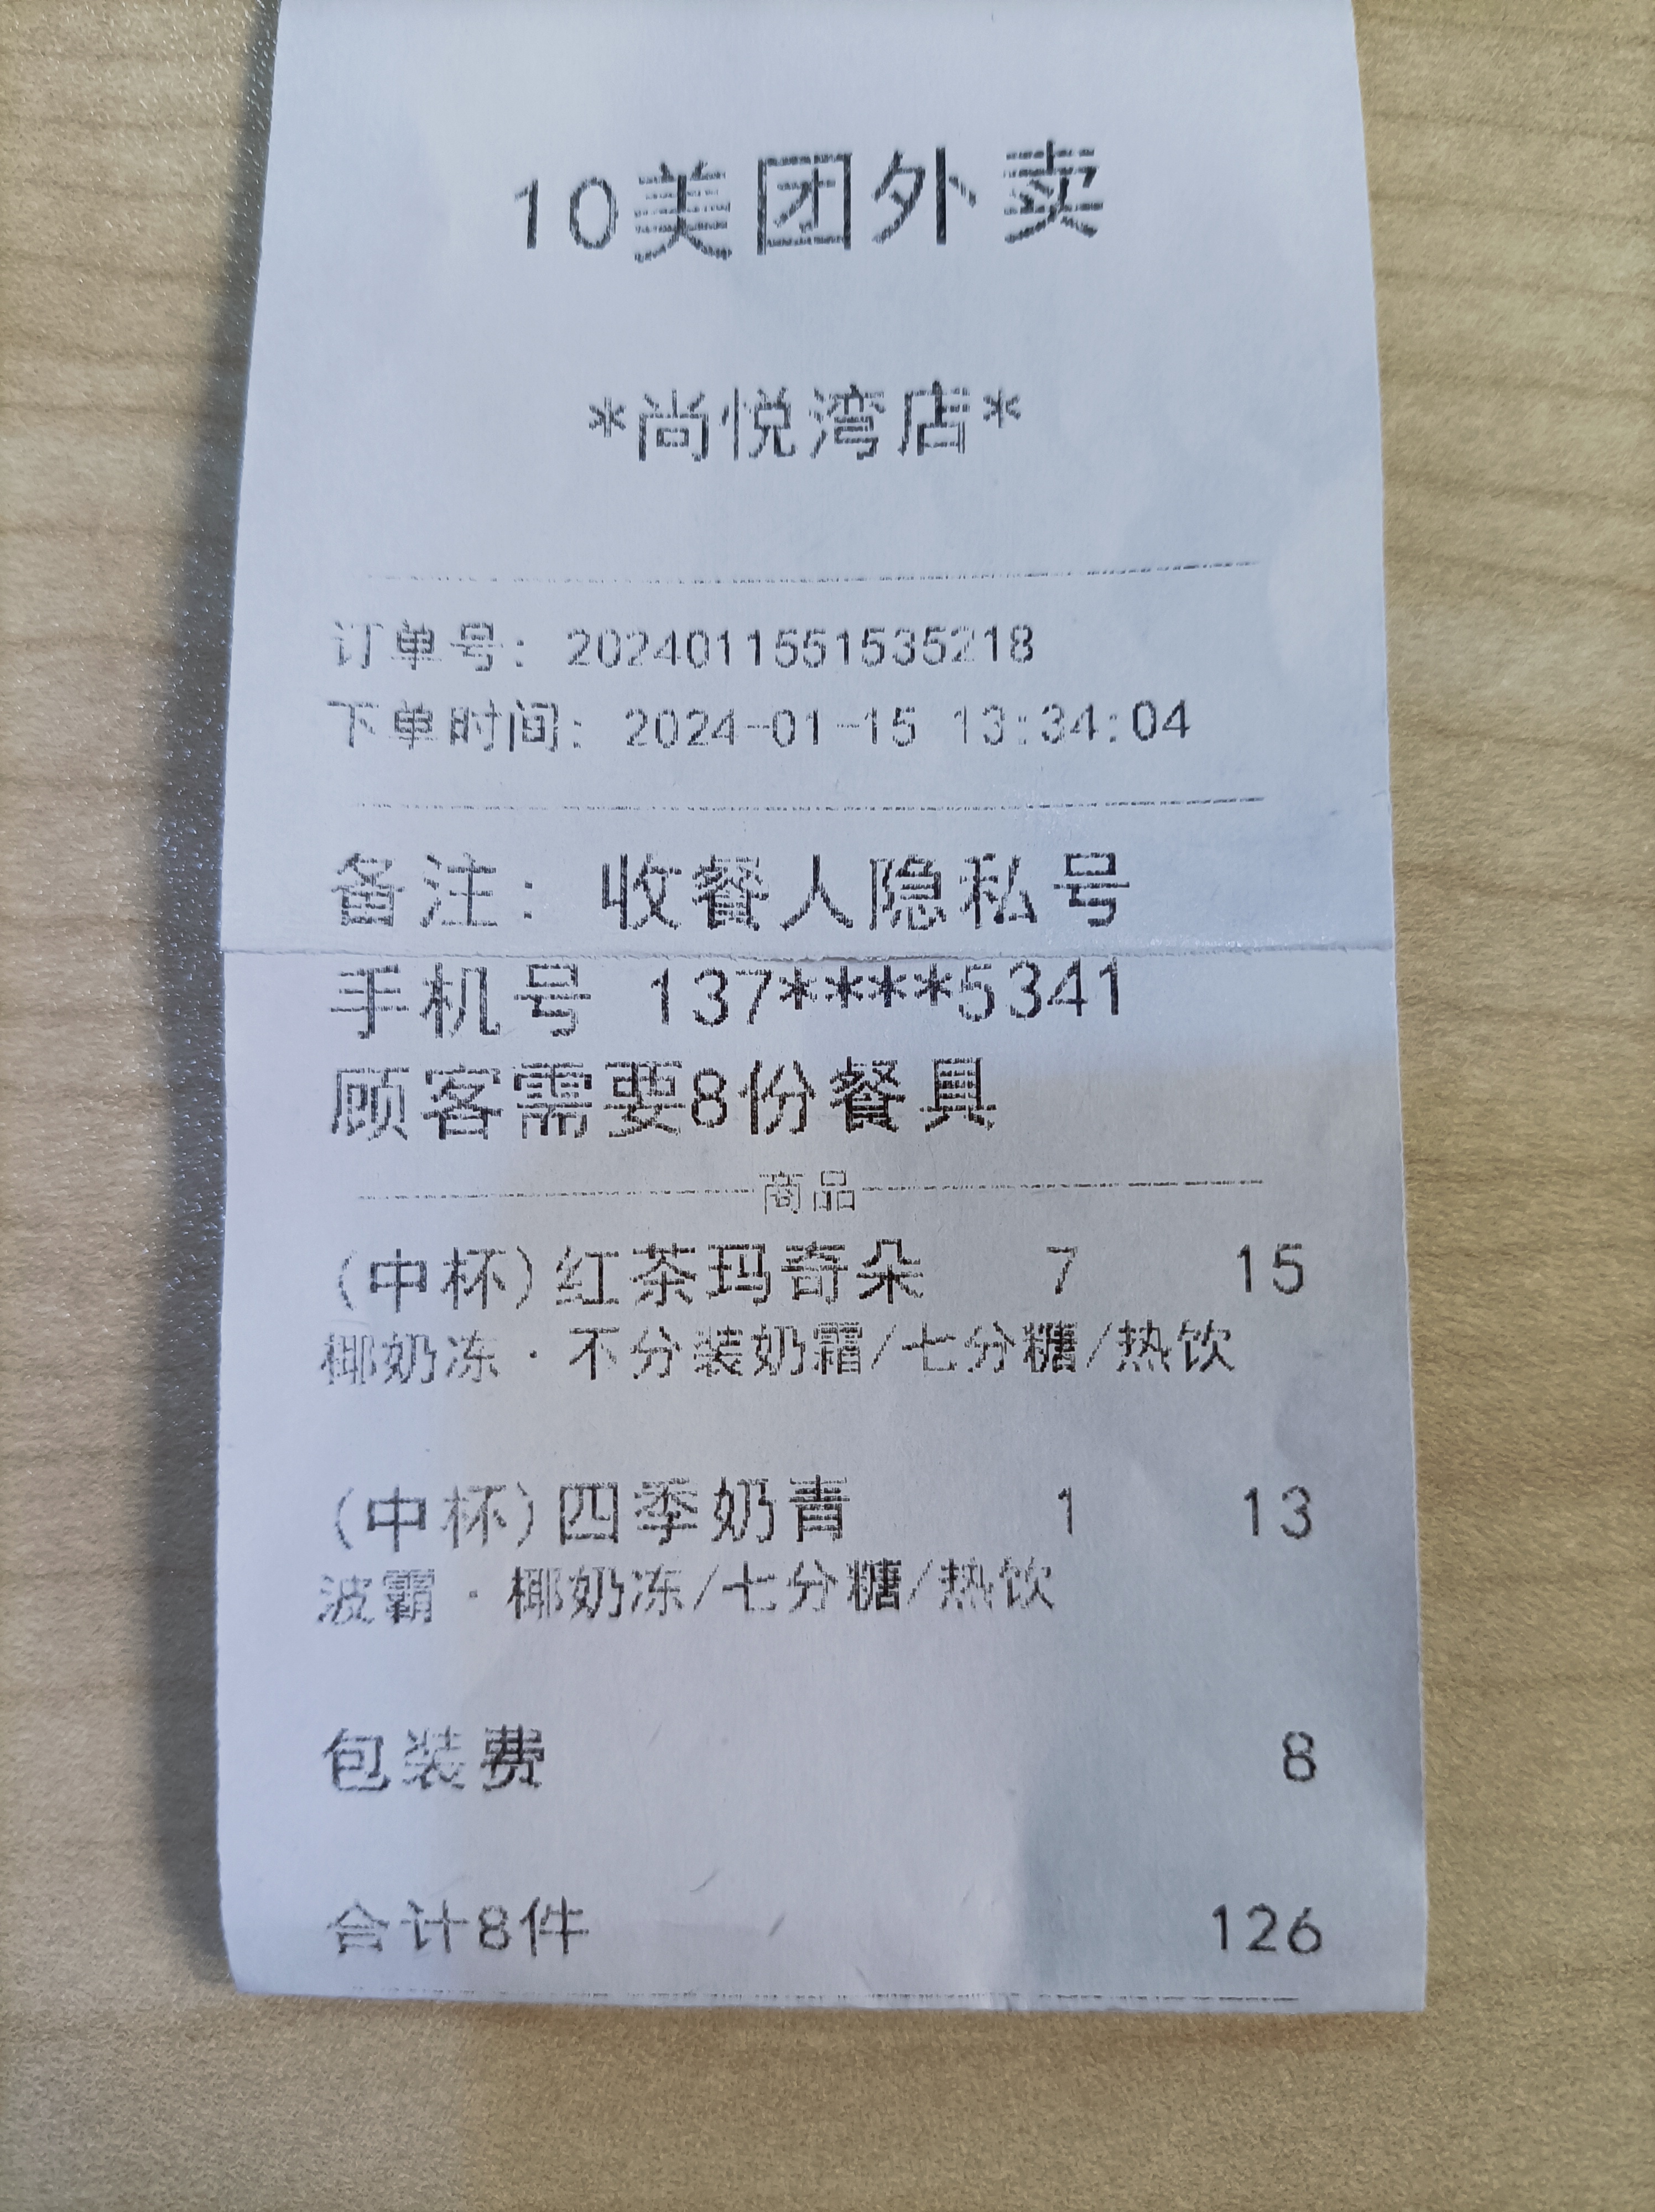 10美团外卖
*尚悦湾店*
订单号: 2024011551535218
下单时间: 2024-01-15 13:34:04
备注: 收餐人隐私号
手机号 137****5341
顾客需要8份餐具
商品
(中杯)红茶玛奇朵 7 15
椰奶冻·不分装奶霜/七分糖/热饮
(中杯)四季奶青 1 13
波霸·椰奶冻/七分糖/热饮
包装费 8
合计8件 126